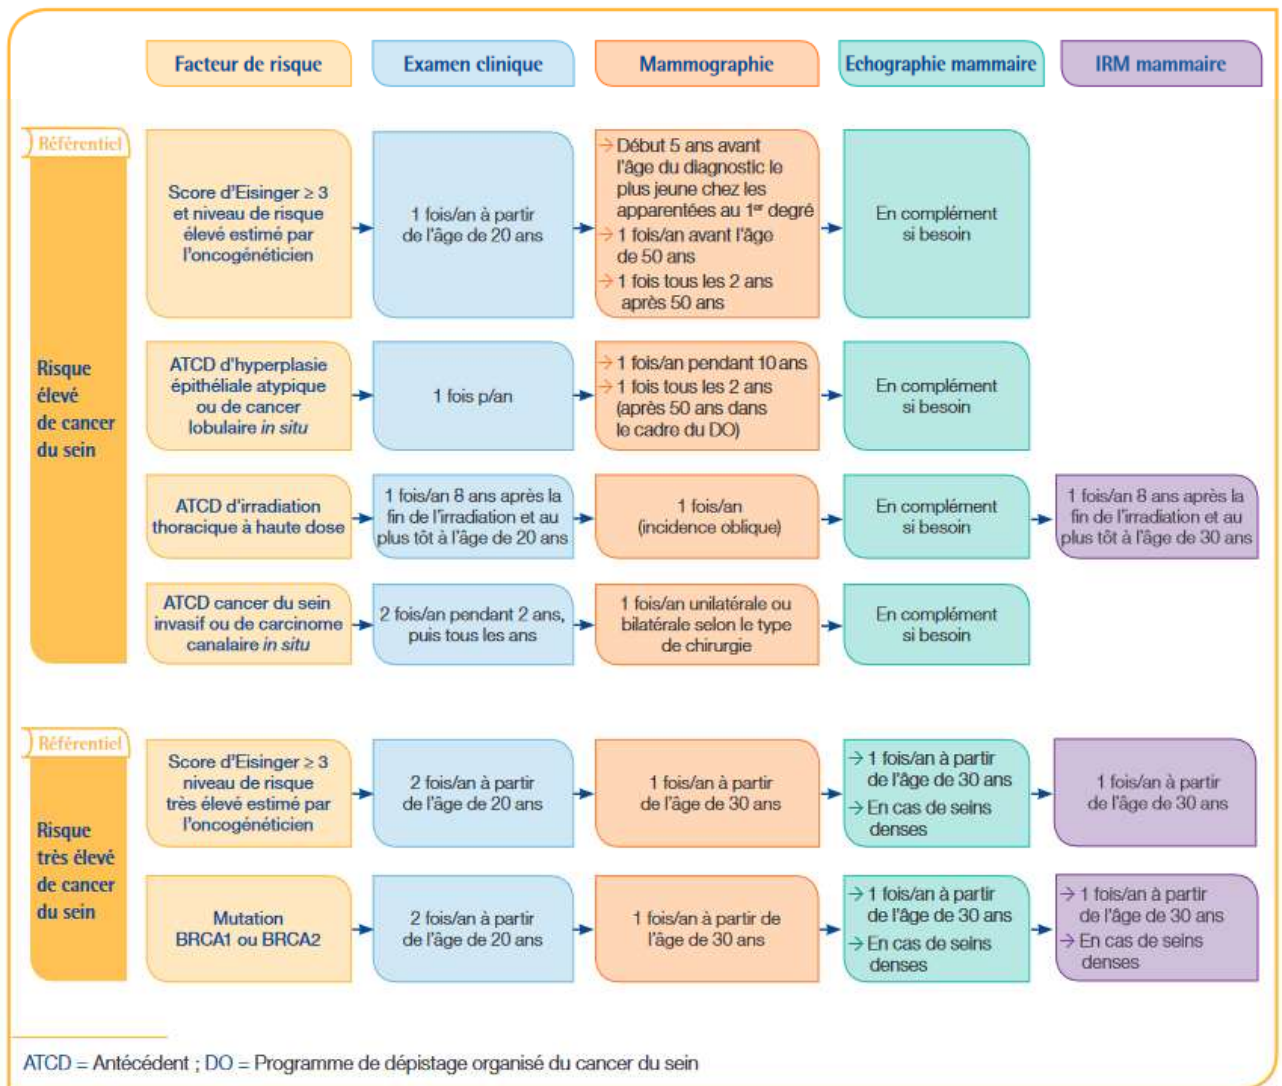 Facteur de risque
Examen clinique
Mammographie
Echographie mammaire
IRM mammaire
Référentiel
Risque
élevé
de cancer
du sein
Score d'Eisinger ≥ 3
et niveau de risque
élevé estimé par
l'oncogénéticien
1 fois/an à partir
de l'âge de 20 ans
→ Début 5 ans avant
l'âge du diagnostic le
plus jeune chez les
apparentées au 1er degré
→ 1 fois/an avant l'âge
de 50 ans
→ 1 fois tous les 2 ans
après 50 ans
En complément
si besoin
ATCD d'hyperplasie
épithéliale atypique
ou de cancer
lobulaire in situ
1 fois p/an
→ 1 fois/an pendant 10 ans
→ 1 fois tous les 2 ans
(après 50 ans dans
le cadre du DO)
En complément
si besoin
ATCD d'irradiation
thoracique à haute dose
1 fois/an 8 ans après la
fin de l'irradiation et au
plus tôt à l'âge de 20 ans
1 fois/an
(incidence oblique)
En complément
si besoin
1 fois/an 8 ans après la
fin de l'irradiation et au
plus tôt à l'âge de 30 ans
ATCD cancer du sein
invasif ou de carcinome
canalaire in situ
2 fois/an pendant 2 ans,
puis tous les ans
1 fois/an unilatérale ou
bilatérale selon le type
de chirurgie
En complément
si besoin
Référentiel
Risque
très élevé
de cancer
du sein
Score d'Eisinger ≥ 3
niveau de risque
très élevé estimé par
l'oncogénéticien
2 fois/an à partir
de l'âge de 20 ans
1 fois/an à partir
de l'âge de 30 ans
→ 1 fois/an à partir
de l'âge de 30 ans
→ En cas de seins
denses
1 fois/an à partir
de l'âge de 30 ans
Mutation
BRCA1 ou BRCA2
2 fois/an à partir
de l'âge de 20 ans
1 fois/an à partir de
l'âge de 30 ans
→ 1 fois/an à partir
de l'âge de 30 ans
→ En cas de seins
denses
→ 1 fois/an à partir
de l'âge de 30 ans
→ En cas de seins
denses
ATCD = Antécédent ; DO = Programme de dépistage organisé du cancer du sein